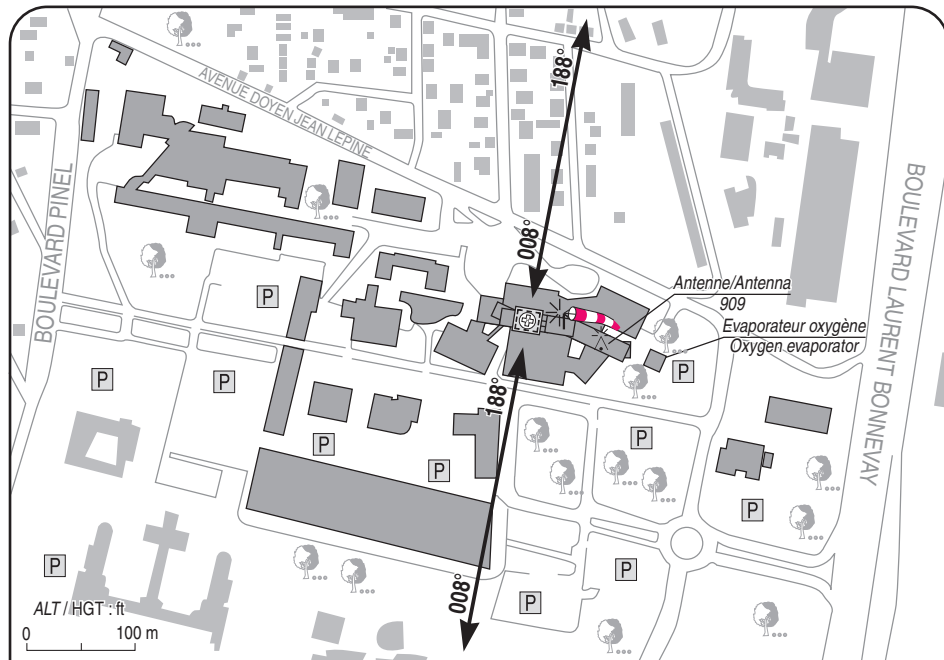 188°
AVENUE DOYEN JEAN LEPINE
BOULEVARD PINEL
BOULEVARD LAURENT BONNEVAY
008°
P
Antenne/Antenna
909
Evaporateur oxygène
Oxygen evaporator
P
P
P
P
188°
P
P
P
P
P
P
008°
P
ALT / HGT : ft
0 100 m